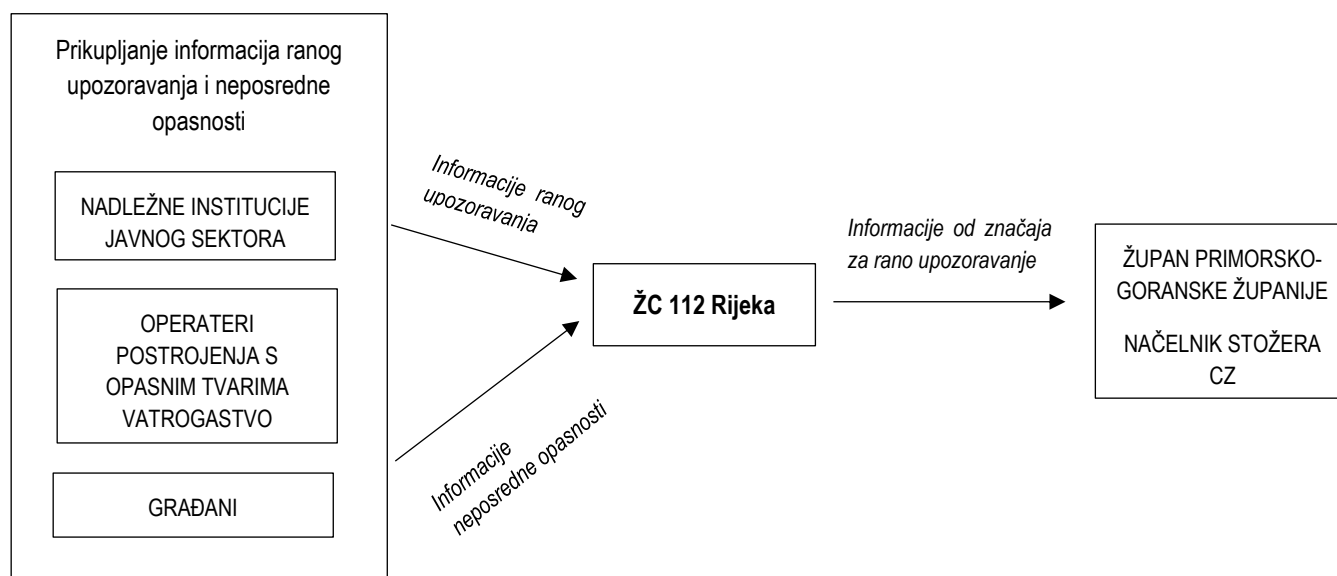 Prikupljanje informacija ranog
upozoravanja i neposredne
opasnosti
NADLEŽNE INSTITUCIJE
JAVNOG SEKTORA
OPERATERI
POSTROJENJA S
OPASNIM TVARIMA
VATROGASTVO
GRAĐANI
Informacije ranog
upozoravanja
Informacije
neposredne opasnosti
ŽC 112 Rijeka
Informacije od značaja
za rano upozoravanje
ŽUPAN PRIMORSKO-
GORANSKE ŽUPANIJE
NAČELNIK STOŽERA
CZ